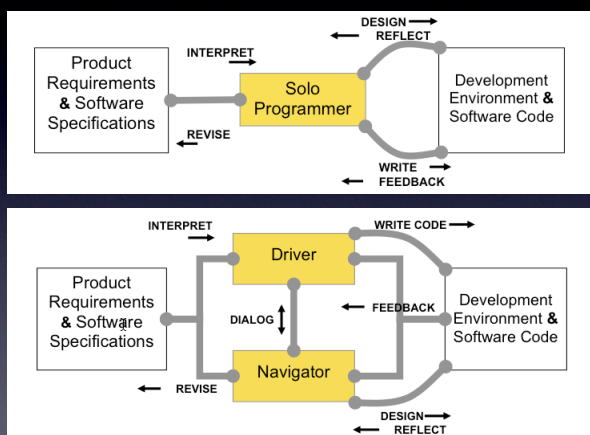 DESIGN
REFLECT
INTERPRET
Product
Requirements
& Software
Specifications
Solo
Programmer
Development
Environment &
Software Code
REVISE
WRITE
FEEDBACK
INTERPRET
WRITE CODE
Driver
Product
Requirements
& Software
Specifications
DIALOG
FEEDBACK
Development
Environment &
Software Code
Navigator
REVISE
DESIGN
REFLECT